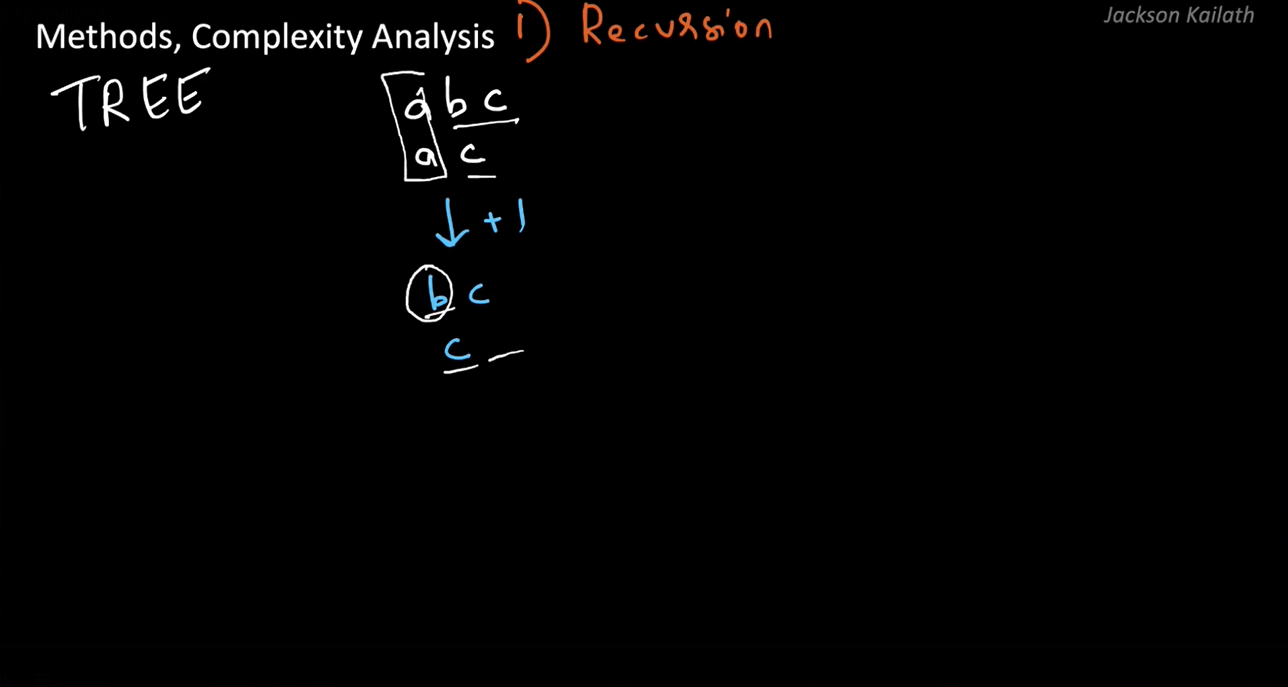 Methods, Complexity Analysis 1) Recursion
Jackson Kailath
TREE
a b c
a c
↓ + 1
b c
c _